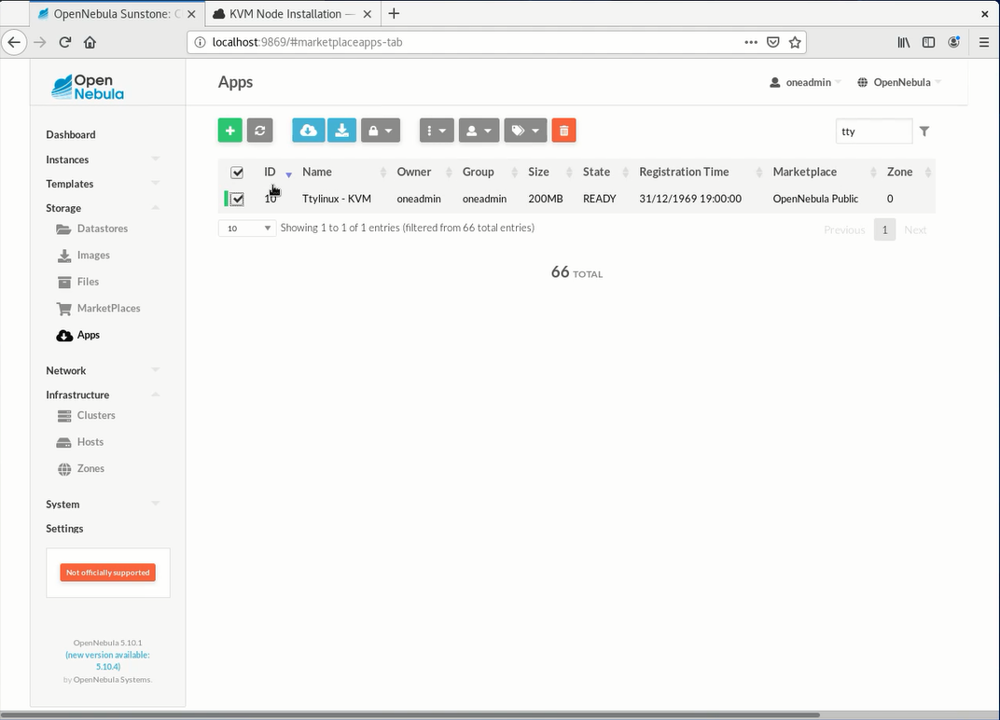 OpenNebula Sunstone: C
KVM Node Installation —
localhost:9869/#marketplaceapps-tab
Open
Nebula
Apps
oneadmin
OpenNebula
tty
Dashboard
Instances
Templates
Storage
Datastores
Images
Files
MarketPlaces
Apps
Network
Infrastructure
Clusters
Hosts
Zones
System
Settings
Not officially supported
OpenNebula 5.10.1
(new version available:
5.10.4)
by OpenNebula Systems.
ID Name Owner Group Size State Registration Time Marketplace Zone
10 Ttylinux - KVM oneadmin oneadmin 200MB READY 31/12/1969 19:00:00 OpenNebula Public 0
10 Showing 1 to 1 of 1 entries (filtered from 66 total entries) Previous 1 Next
66 TOTAL